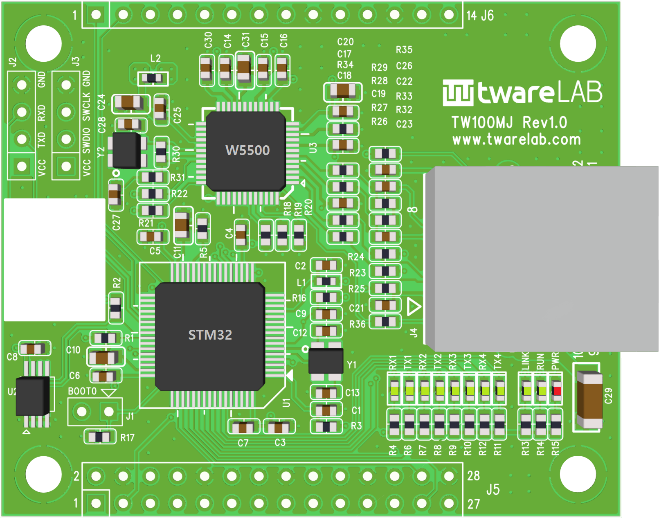 1
14 J6
J2
J3
GND
GND
RXD
SWCLK
TXD
SWDIO
VCC
VCC
L2
C30
C14
C31
C15
C16
C20
C17
R34
C18
R35
C26
C22
R33
R32
C23
R29
R28
C19
R27
R26
twareLAB
TW100MJ Rev1.0
www.twarelab.com
C24
C25
C28
Y2
R30
R31
R22
R21
C27
C5
C11
R5
C4
R18
R19
R20
W5500
U3
8
R24
R23
R25
C21
R36
J4
C2
L1
R16
C9
C12
Y1
C13
C1
R3
STM32
U1
R2
R1
C8
C10
C6
U2
BOOT0
J1
R17
C7
C3
RX1
TX1
RX2
TX2
RX3
TX3
RX4
TX4
LINK
RUN
PWR
R4
R6
R7
R8
R9
R10
R12
R11
R13
R14
R15
C29
2
28
1
27
J5